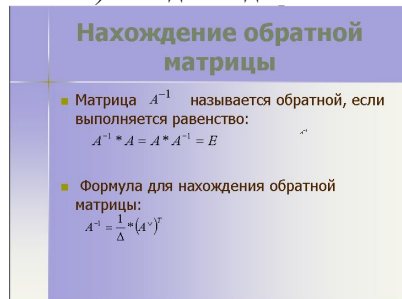 Нахождение обратной
матрицы
Матрица A⁻¹ называется обратной, если
выполняется равенство:
A⁻¹ * A = A * A⁻¹ = E
Формула для нахождения обратной
матрицы:
A⁻¹ = 1/Δ * (A^∨)ᵀ